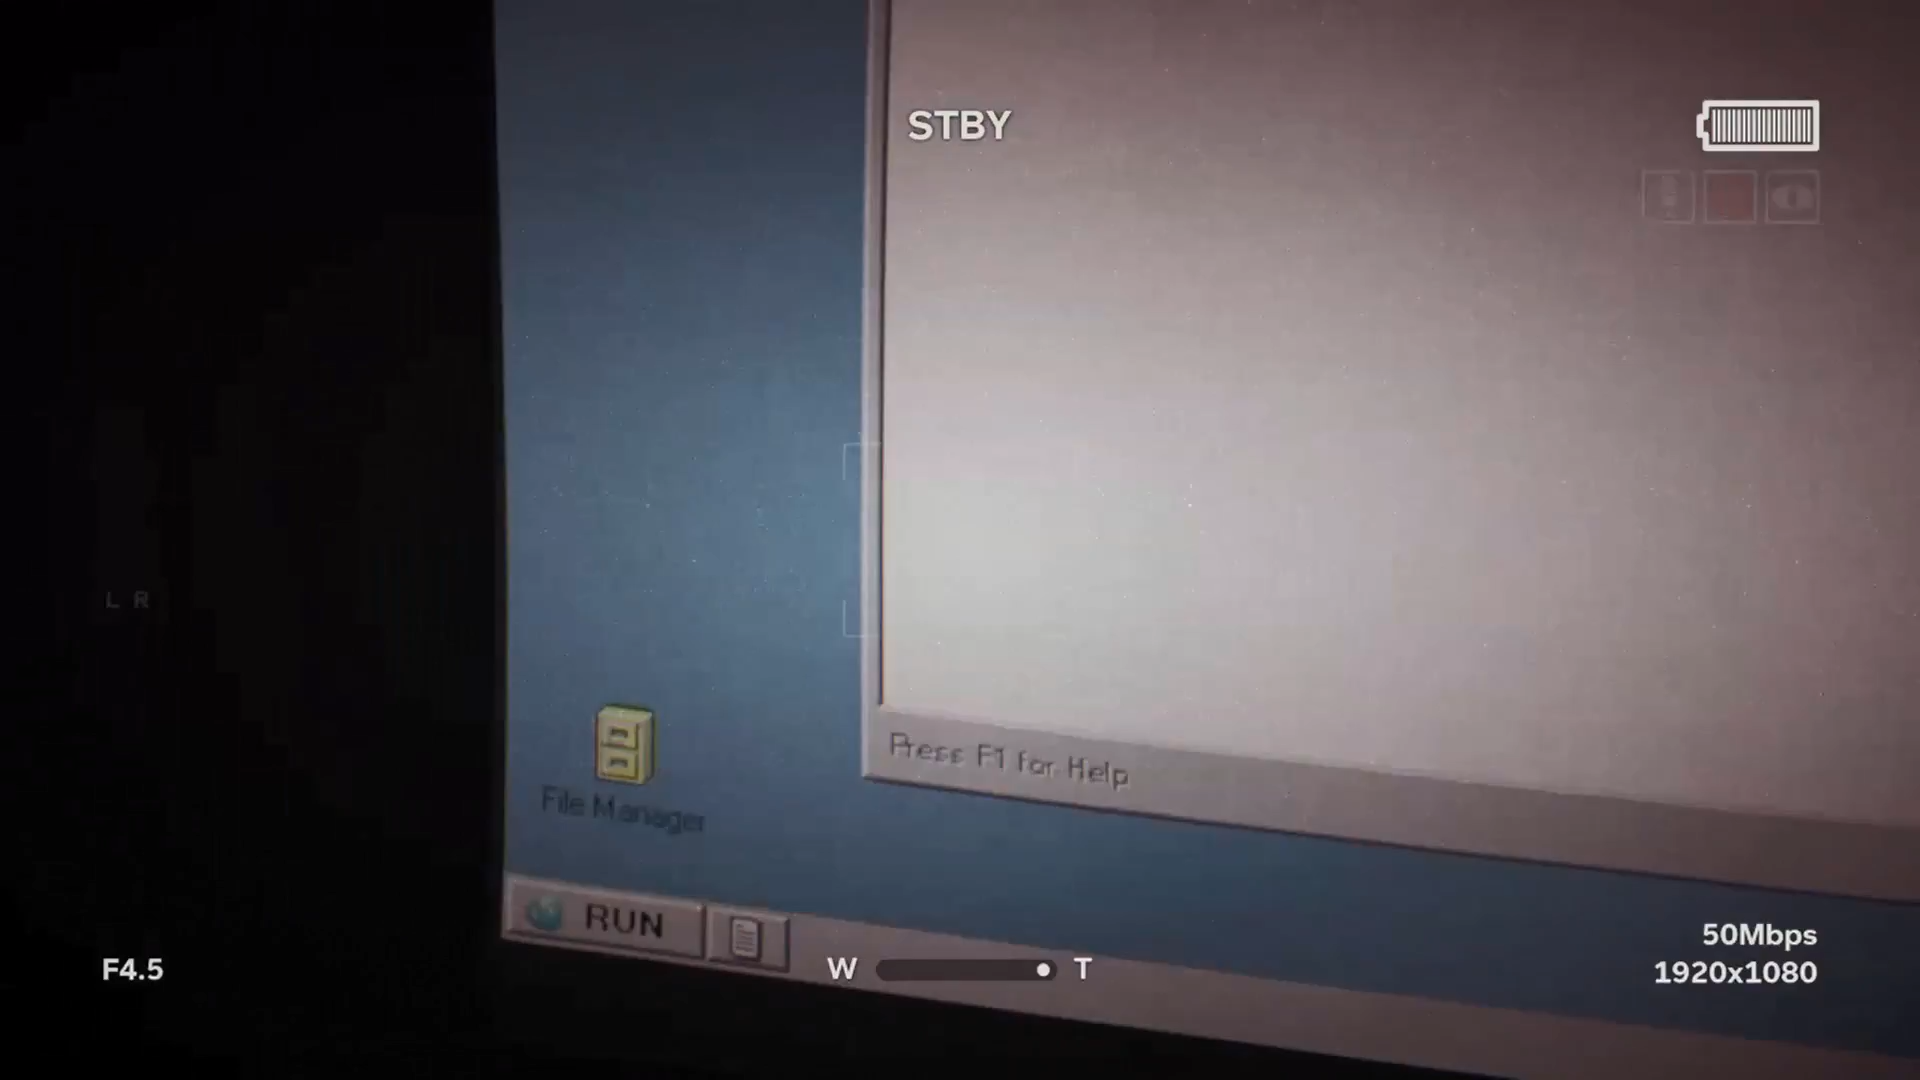 STBY
L R
Press F1 for Help
File Manager
RUN
50Mbps
F4.5
W T
1920x1080